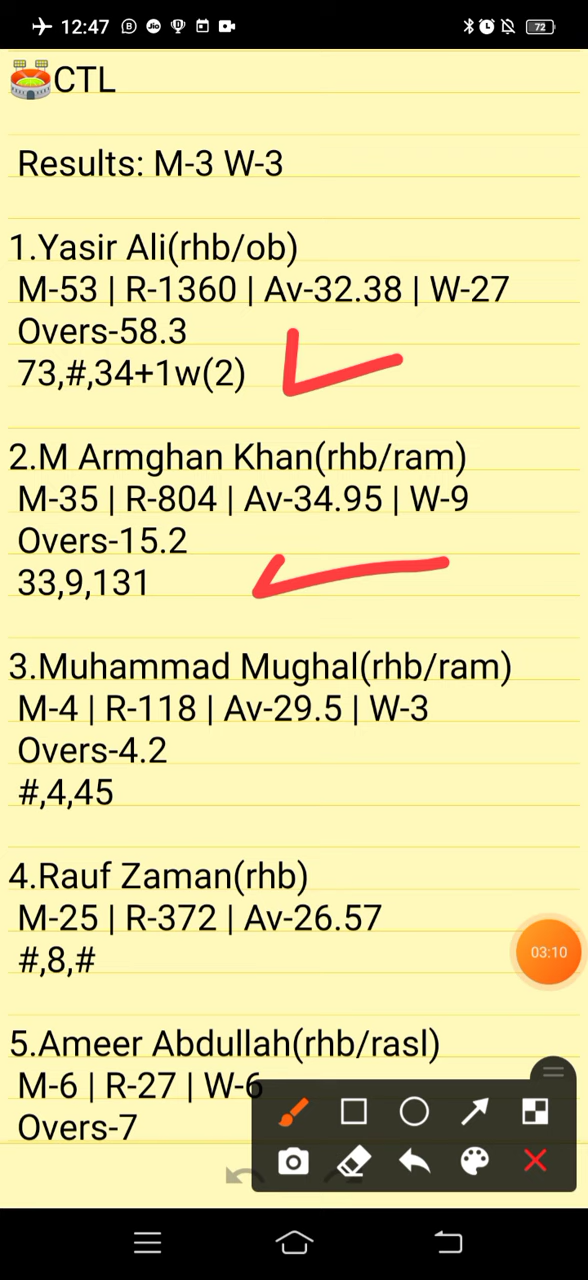 12:47
72
CTL
Results: M-3 W-3
1.Yasir Ali(rhb/ob)
M-53 | R-1360 | Av-32.38 | W-27
Overs-58.3
73,#,34+1w(2)
2.M Armghan Khan(rhb/ram)
M-35 | R-804 | Av-34.95 | W-9
Overs-15.2
33,9,131
3.Muhammad Mughal(rhb/ram)
M-4 | R-118 | Av-29.5 | W-3
Overs-4.2
#,4,45
4.Rauf Zaman(rhb)
M-25 | R-372 | Av-26.57
#,8,#
03:10
5.Ameer Abdullah(rhb/rasl)
M-6 | R-27 | W-6
Overs-7